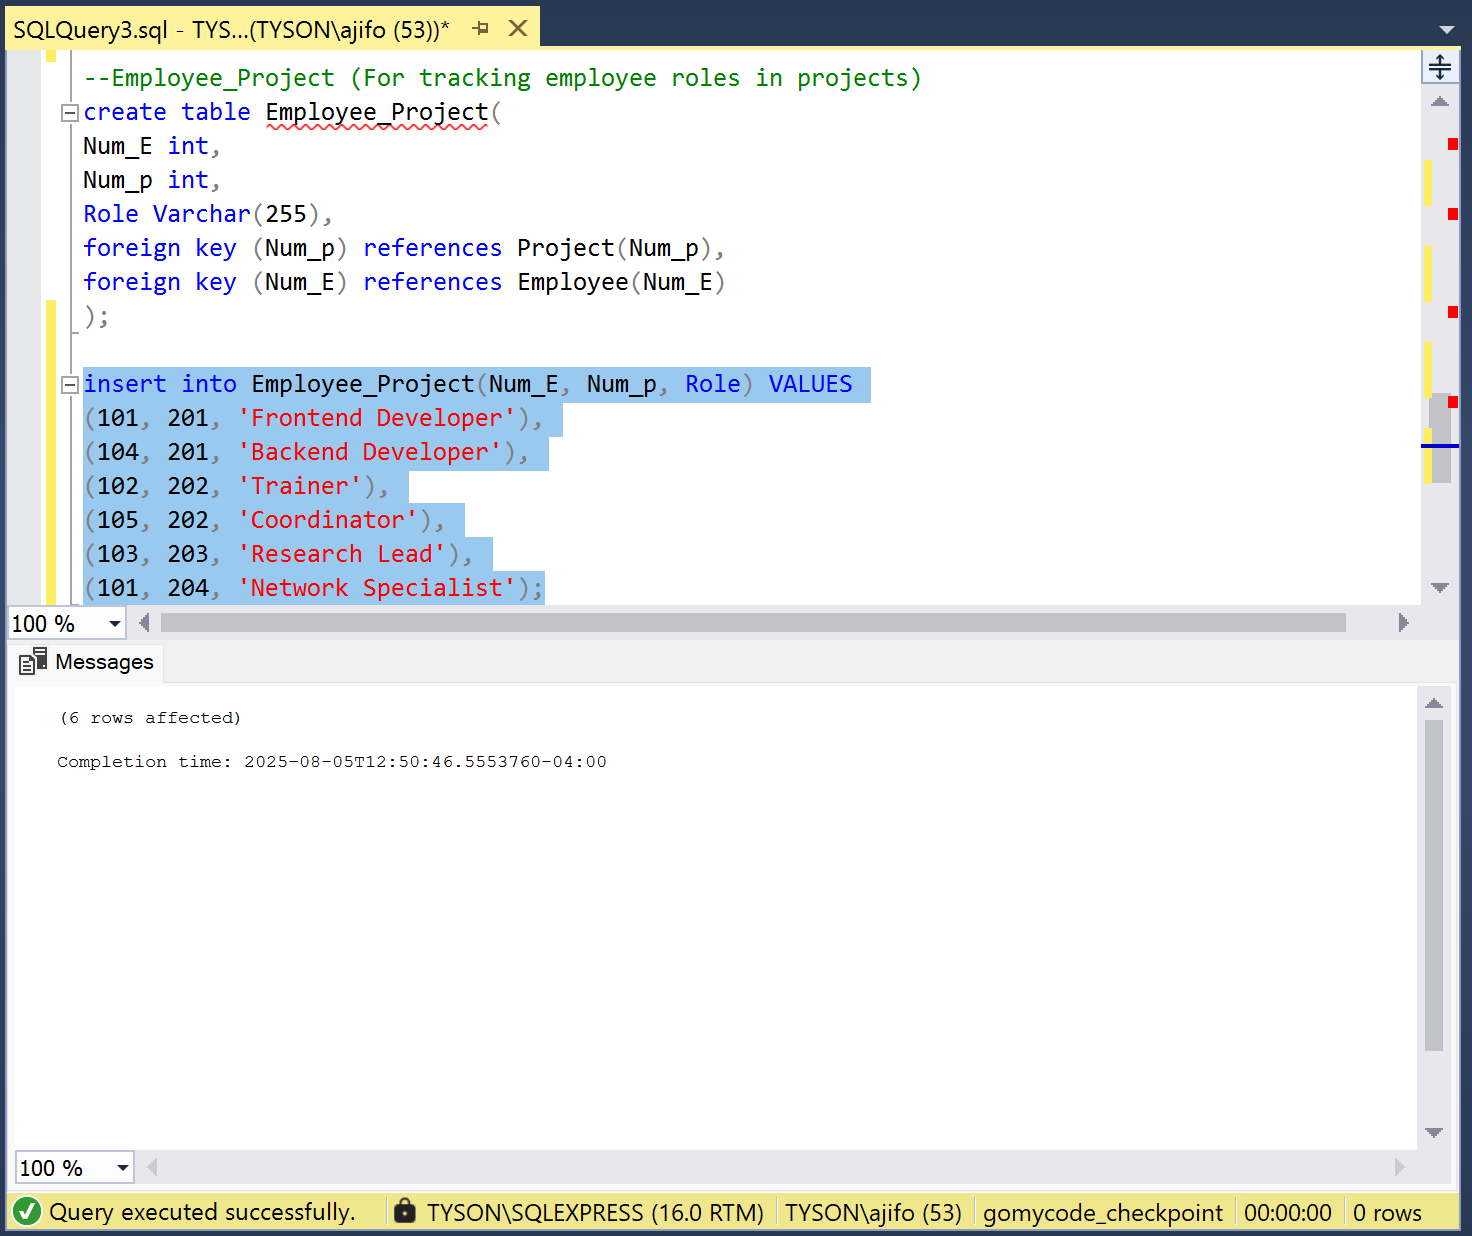 SQLQuery3.sql - TYS...(TYSON\ajifo (53))*
--Employee_Project (For tracking employee roles in projects)
create table Employee_Project(
Num_E int,
Num_p int,
Role Varchar(255),
foreign key (Num_p) references Project(Num_p),
foreign key (Num_E) references Employee(Num_E)
);
insert into Employee_Project(Num_E, Num_p, Role) VALUES
(101, 201, 'Frontend Developer'),
(104, 201, 'Backend Developer'),
(102, 202, 'Trainer'),
(105, 202, 'Coordinator'),
(103, 203, 'Research Lead'),
(101, 204, 'Network Specialist');
100 %
Messages
(6 rows affected)
Completion time: 2025-08-05T12:50:46.5553760-04:00
100 %
Query executed successfully. TYSON\SQLEXPRESS (16.0 RTM) TYSON\ajifo (53) gomycode_checkpoint 00:00:00 0 rows